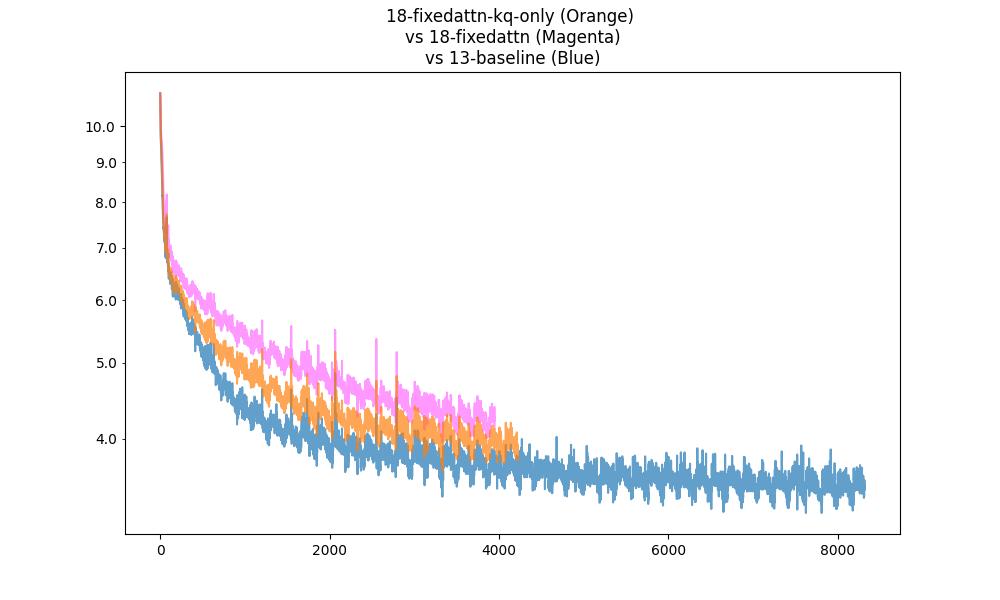 18-fixedattn-kq-only (Orange)
vs 18-fixedattn (Magenta)
vs 13-baseline (Blue)
10.0
9.0
8.0
7.0
6.0
5.0
4.0
0 2000 4000 6000 8000